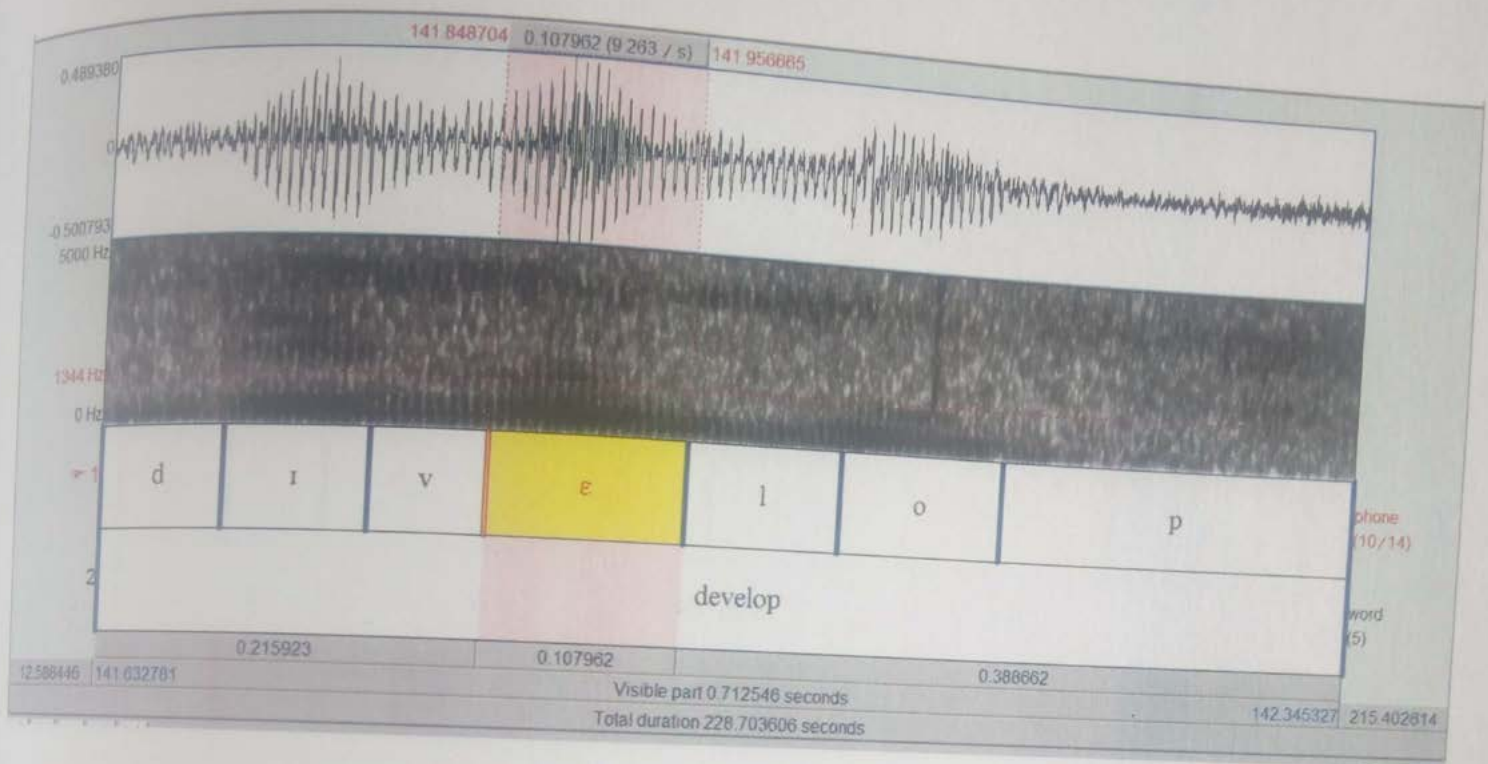 141.848704 0.107962 (9.263 / s) 141.956665
0.489380
0
-0.500793
5000 Hz
1344 Hz
0 Hz
1 d ɪ v ɛ l o p phone (10/14)
2 develop word (5)
0.215923 0.107962 0.388662
12.588446 141.632781 Visible part 0.712546 seconds 142.345327 215.402814
Total duration 228.703606 seconds